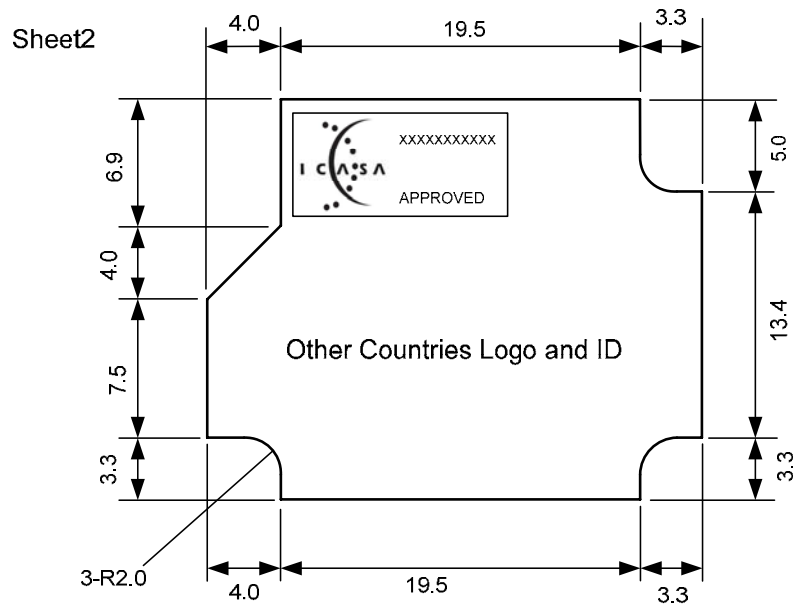 Sheet2
4.0
19.5
3.3
6.9
4.0
7.5
3.3
5.0
13.4
3.3
XXXXXXXXXXX
ICASA
APPROVED
Other Countries Logo and ID
3-R2.0
4.0
19.5
3.3